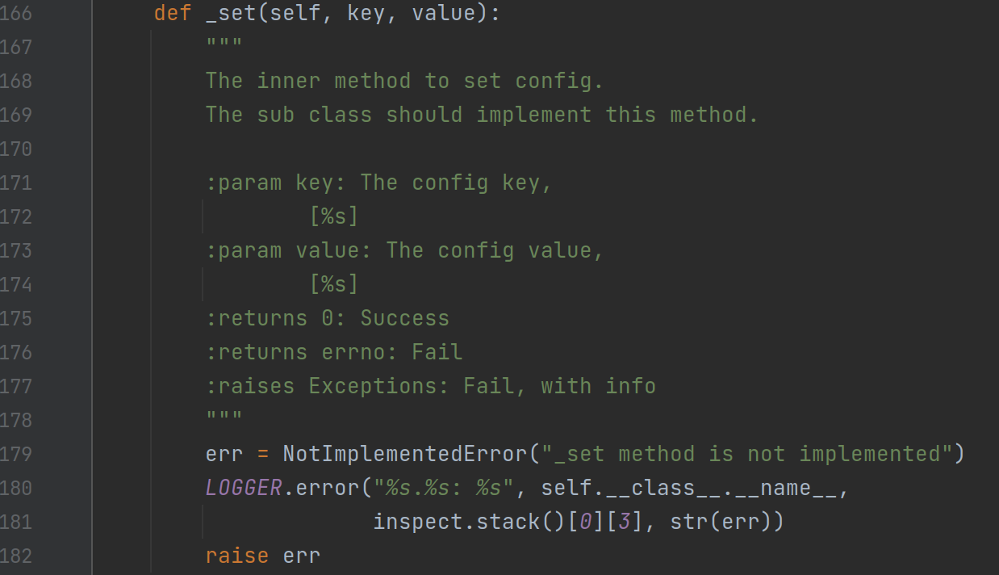 166 def _set(self, key, value):
167 """
168 The inner method to set config.
169 The sub class should implement this method.
170
171 :param key: The config key,
172 [%s]
173 :param value: The config value,
174 [%s]
175 :returns 0: Success
176 :returns errno: Fail
177 :raises Exceptions: Fail, with info
178 """
179 err = NotImplementedError("_set method is not implemented")
180 LOGGER.error("%s.%s: %s", self.__class__.__name__,
181 inspect.stack()[0][3], str(err))
182 raise err